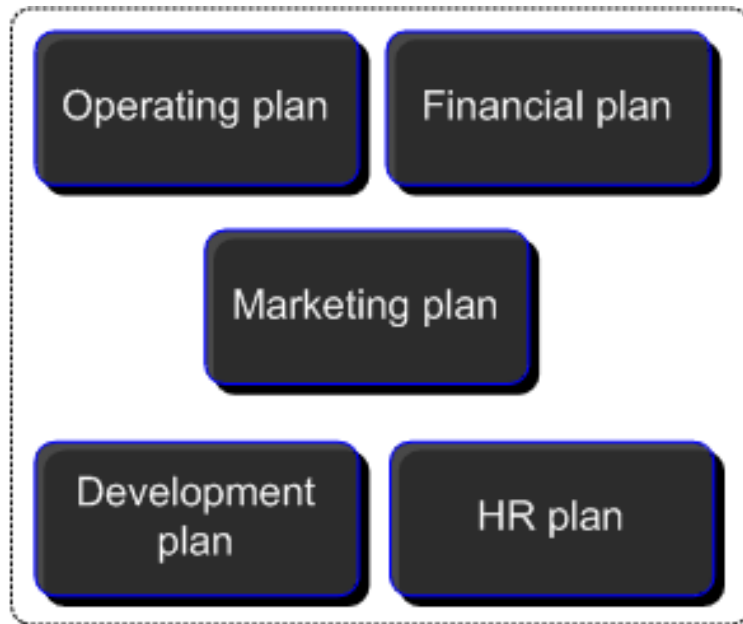 Operating plan
Financial plan
Marketing plan
Development
plan
HR plan